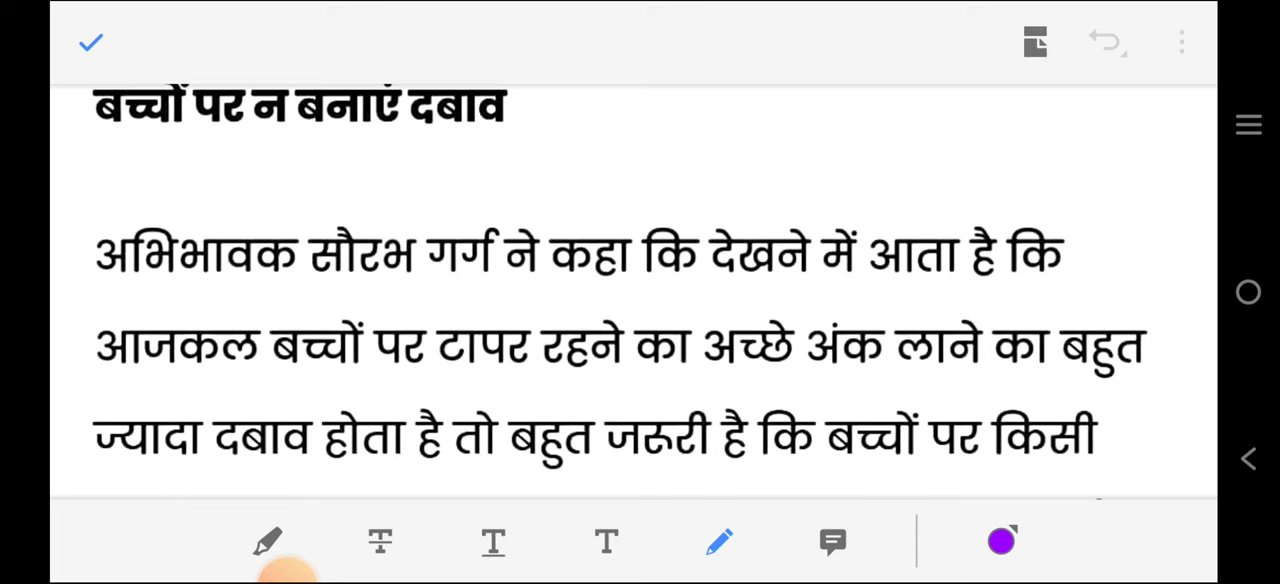 बच्चों पर न बनाएं दबाव
अभिभावक सौरभ गर्ग ने कहा कि देखने में आता है कि
आजकल बच्चों पर टापर रहने का अच्छे अंक लाने का बहुत
ज्यादा दबाव होता है तो बहुत जरूरी है कि बच्चों पर किसी